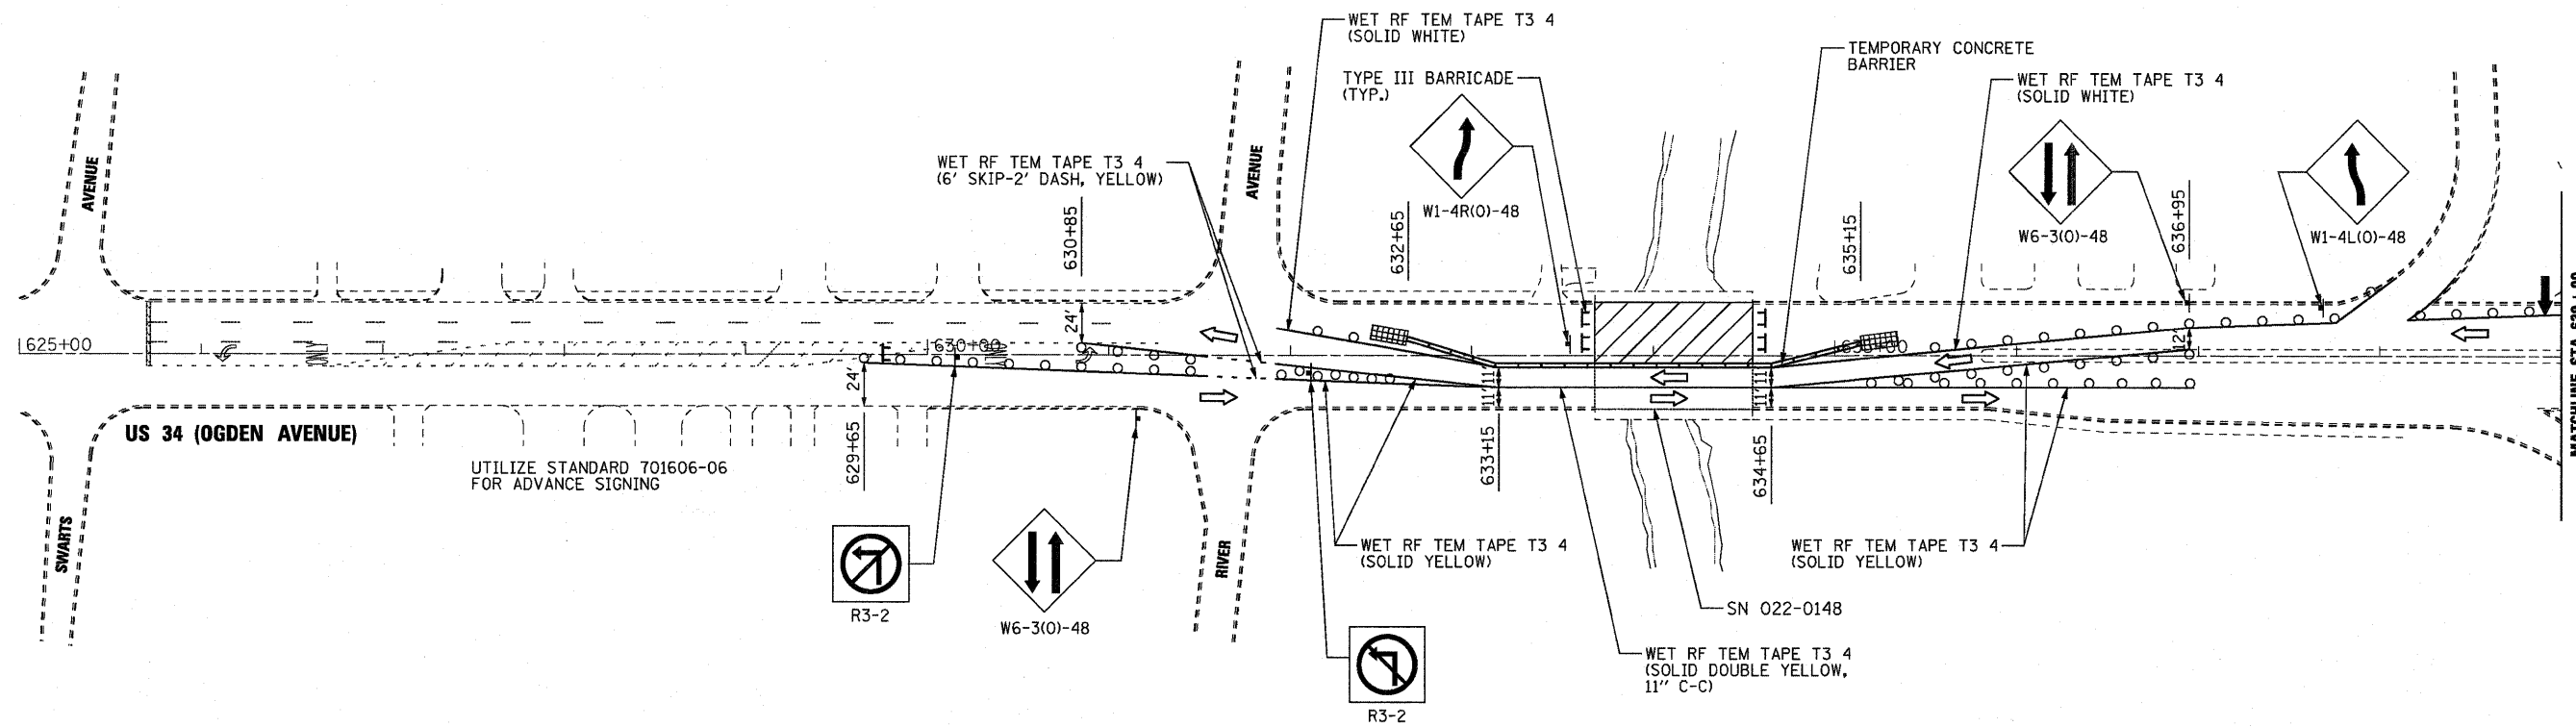 WET RF TEM TAPE T3 4
(SOLID WHITE)
TEMPORARY CONCRETE
BARRIER
TYPE III BARRICADE
(TYP.)
WET RF TEM TAPE T3 4
(SOLID WHITE)
WET RF TEM TAPE T3 4
(6' SKIP-2' DASH, YELLOW)
AVENUE
AVENUE
W1-4R(O)-48
W6-3(O)-48
W1-4L(O)-48
630+85
632+65
635+15
636+95
24'
12'
625+00
630+00
635+00
24'
11'
11'
11'
11'
US 34 (OGDEN AVENUE)
UTILIZE STANDARD 701606-06
FOR ADVANCE SIGNING
629+65
633+15
634+65
SWARTS
RIVER
R3-2
W6-3(O)-48
WET RF TEM TAPE T3 4
(SOLID YELLOW)
WET RF TEM TAPE T3 4
(SOLID YELLOW)
SN 022-0148
WET RF TEM TAPE T3 4
(SOLID DOUBLE YELLOW,
11" C-C)
R3-2
MATCHLINE STA